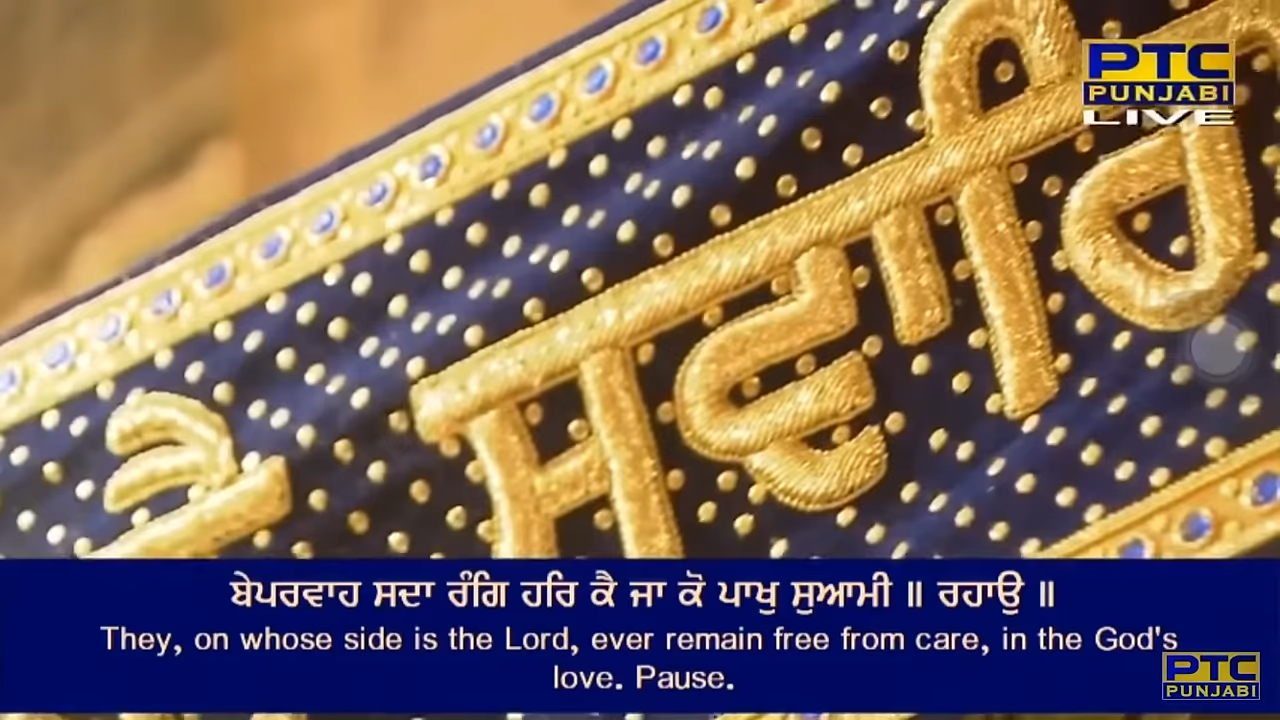 PTC
PUNJABI
LIVE
ਸਵਾਰਿ
ਬੇਪਰਵਾਹ ਸਦਾ ਰੰਗਿ ਹਰਿ ਕੈ ਜਾ ਕੋ ਪਾਖੁ ਸੁਆਮੀ ॥ ਰਹਾਉ ॥
They, on whose side is the Lord, ever remain free from care, in the God's
love. Pause.
PTC
PUNJABI